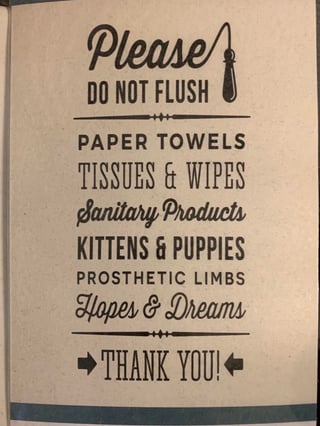 Please
DO NOT FLUSH
PAPER TOWELS
TISSUES & WIPES
Sanitary Products
KITTENS & PUPPIES
PROSTHETIC LIMBS
Hopes & Dreams
THANK YOU!